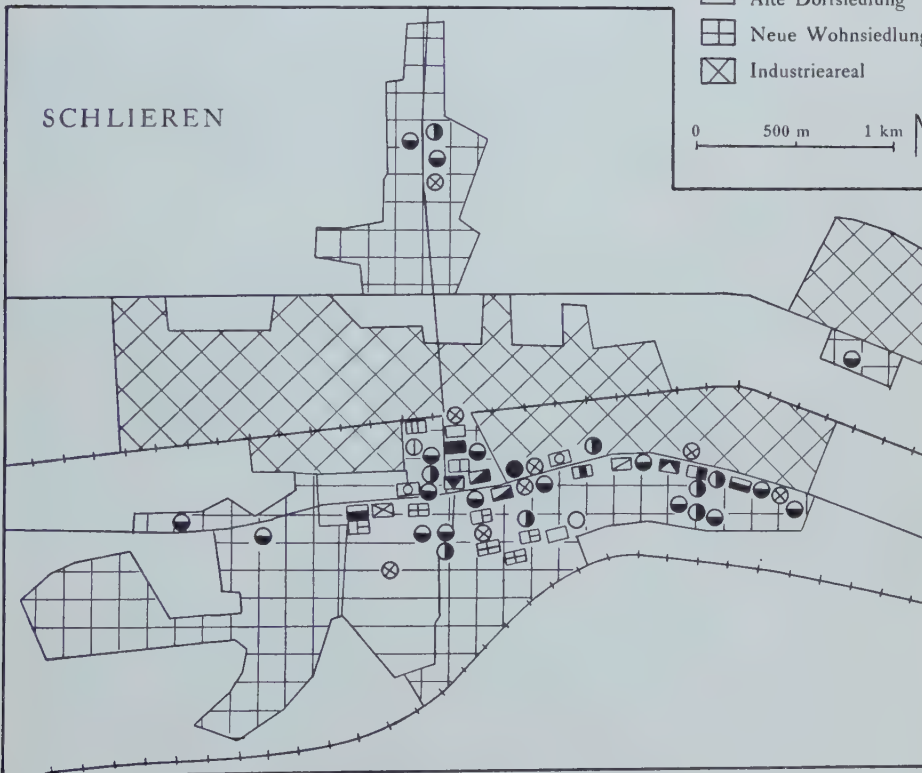 SCHLIEREN
Alte Dorfsiedlung
Neue Wohnsiedlung
Industrieareal
0 500 m 1 km N